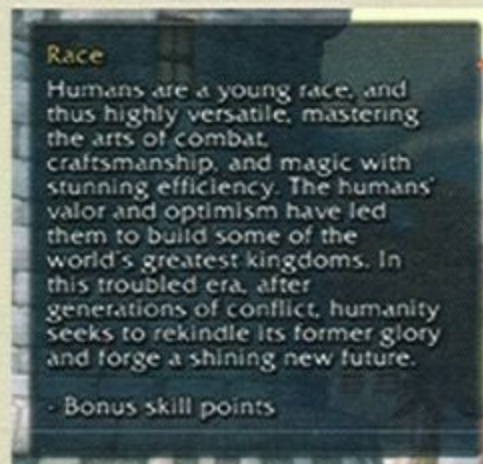 Race
Humans are a young race, and
thus highly versatile, mastering
the arts of combat,
craftsmanship, and magic with
stunning efficiency. The humans'
valor and optimism have led
them to build some of the
world's greatest kingdoms. In
this troubled era, after
generations of conflict, humanity
seeks to rekindle its former glory
and forge a shining new future.
- Bonus skill points